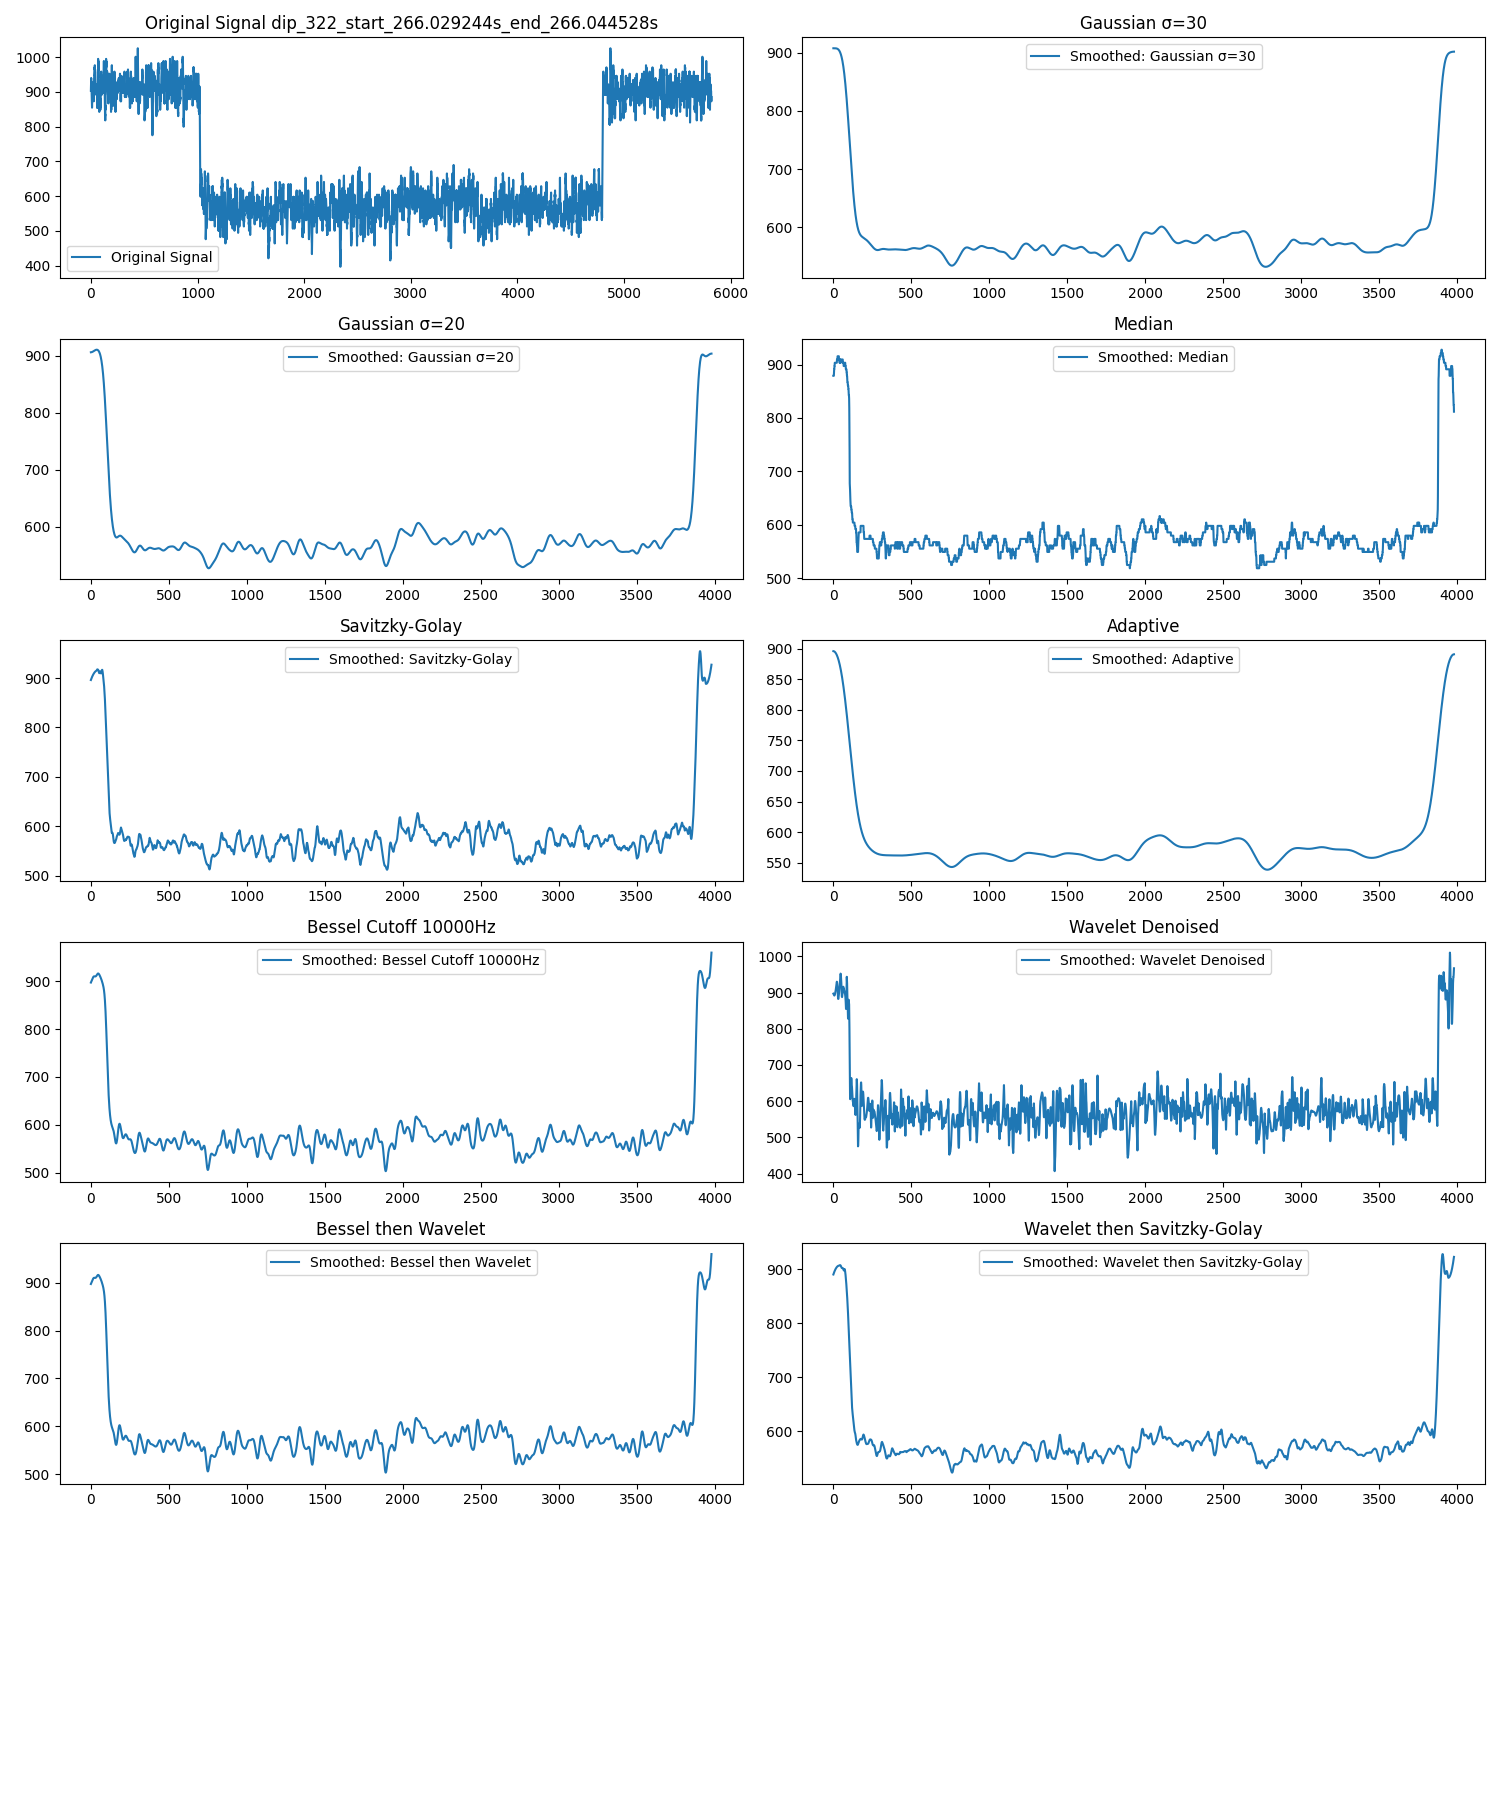 Original Signal dip_322_start_266.029244s_end_266.044528s
1000
900
800
700
600
500
400
Original Signal
0 1000 2000 3000 4000 5000 6000
Gaussian σ=30
900
800
700
600
Smoothed: Gaussian σ=30
0 500 1000 1500 2000 2500 3000 3500 4000
Gaussian σ=20
900
800
700
600
Smoothed: Gaussian σ=20
0 500 1000 1500 2000 2500 3000 3500 4000
Median
900
800
700
600
500
Smoothed: Median
0 500 1000 1500 2000 2500 3000 3500 4000
Savitzky-Golay
900
800
700
600
500
Smoothed: Savitzky-Golay
0 500 1000 1500 2000 2500 3000 3500 4000
Adaptive
900
850
800
750
700
650
600
550
Smoothed: Adaptive
0 500 1000 1500 2000 2500 3000 3500 4000
Bessel Cutoff 10000Hz
900
800
700
600
500
Smoothed: Bessel Cutoff 10000Hz
0 500 1000 1500 2000 2500 3000 3500 4000
Wavelet Denoised
1000
900
800
700
600
500
400
Smoothed: Wavelet Denoised
0 500 1000 1500 2000 2500 3000 3500 4000
Bessel then Wavelet
900
800
700
600
500
Smoothed: Bessel then Wavelet
0 500 1000 1500 2000 2500 3000 3500 4000
Wavelet then Savitzky-Golay
900
800
700
600
Smoothed: Wavelet then Savitzky-Golay
0 500 1000 1500 2000 2500 3000 3500 4000